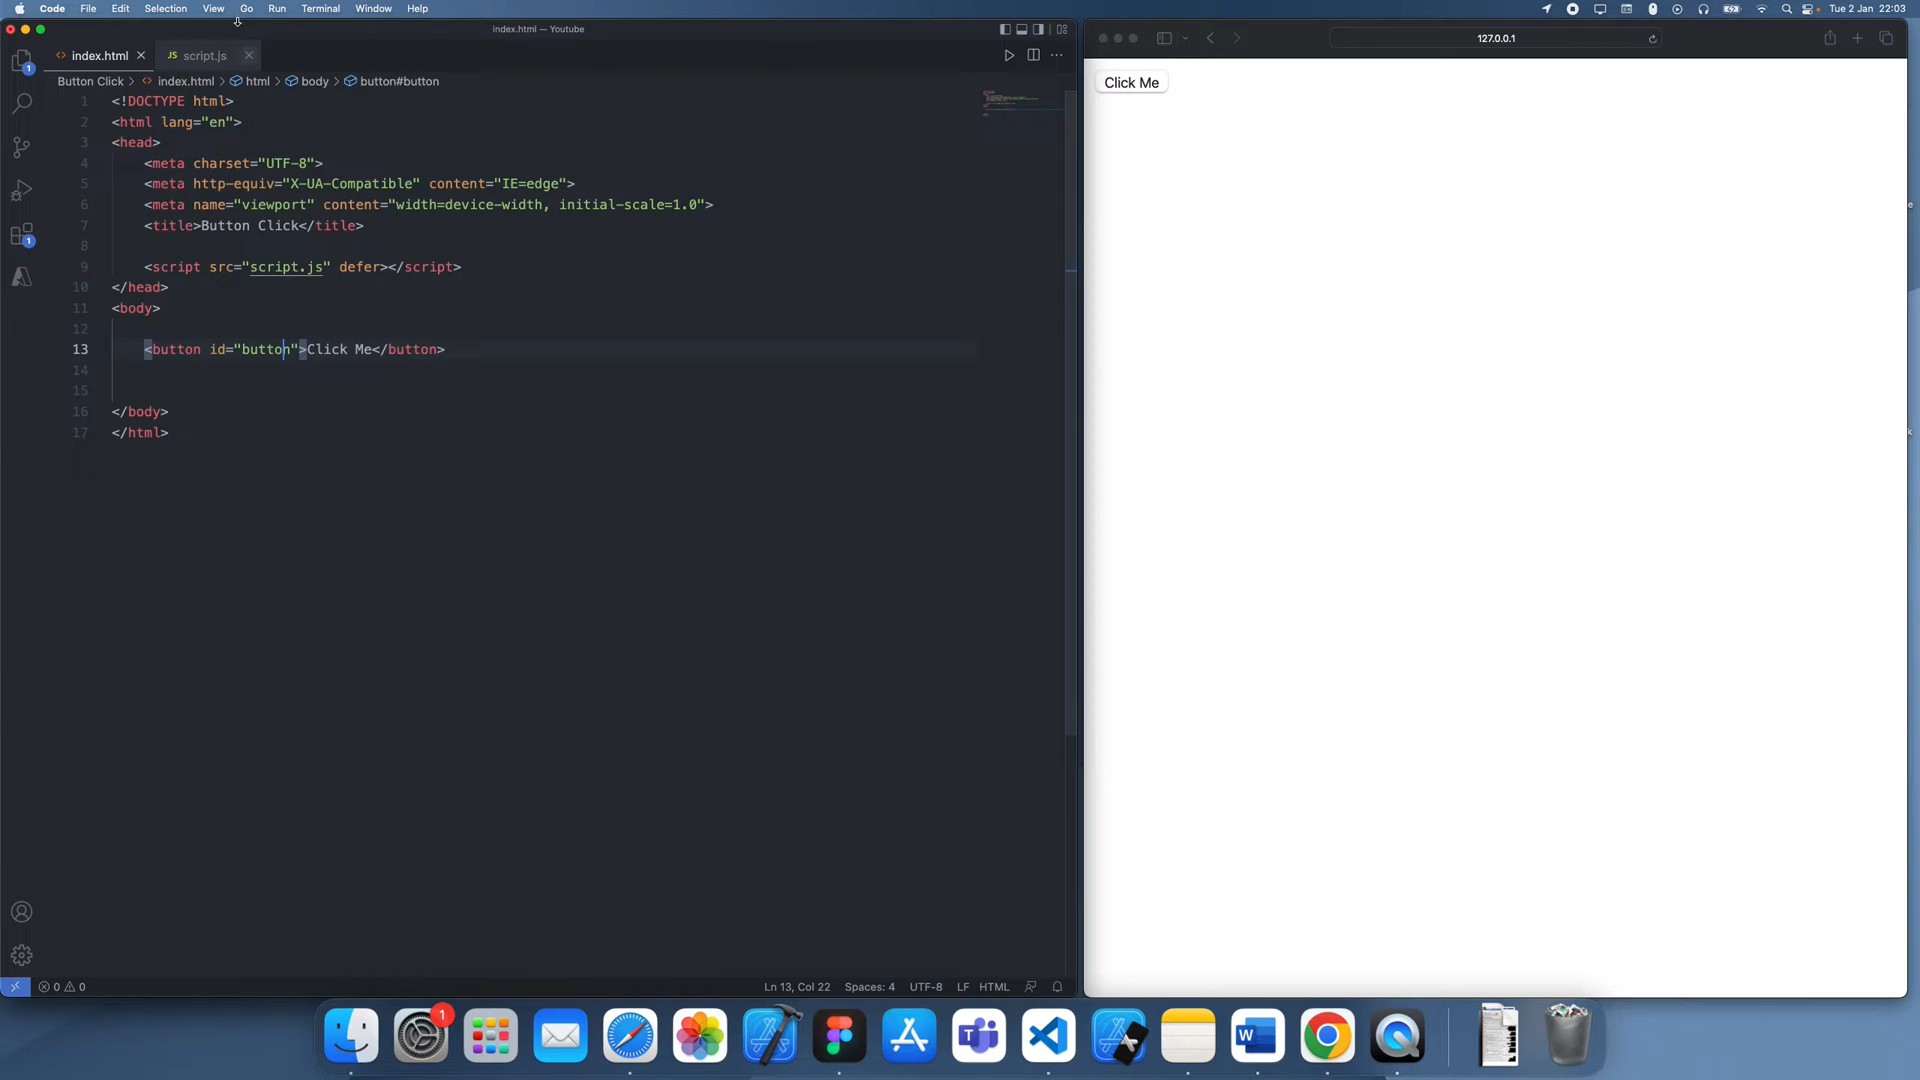 Code File Edit Selection View Go Run Terminal Window Help Tue 2 Jan 22:03
index.html — Youtube
127.0.0.1
index.html JS script.js
Button Click > index.html > html > body > button#button
Click Me
1 <!DOCTYPE html>
2 <html lang="en">
3 <head>
4 <meta charset="UTF-8">
5 <meta http-equiv="X-UA-Compatible" content="IE=edge">
6 <meta name="viewport" content="width=device-width, initial-scale=1.0">
7 <title>Button Click</title>
8
9 <script src="script.js" defer></script>
10 </head>
11 <body>
12
13 <button id="button">Click Me</button>
14
15
16 </body>
17 </html>
1
1
0 0 Ln 13, Col 22 Spaces: 4 UTF-8 LF HTML
1